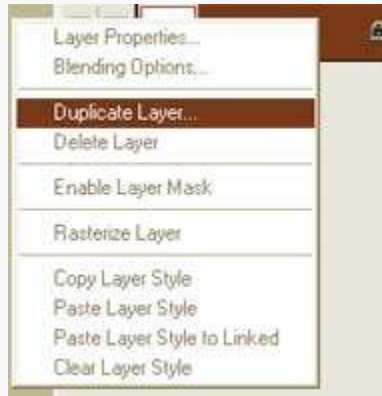 Layer Properties...
Blending Options...
Duplicate Layer...
Delete Layer
Enable Layer Mask
Rasterize Layer
Copy Layer Style
Paste Layer Style
Paste Layer Style to Linked
Clear Layer Style